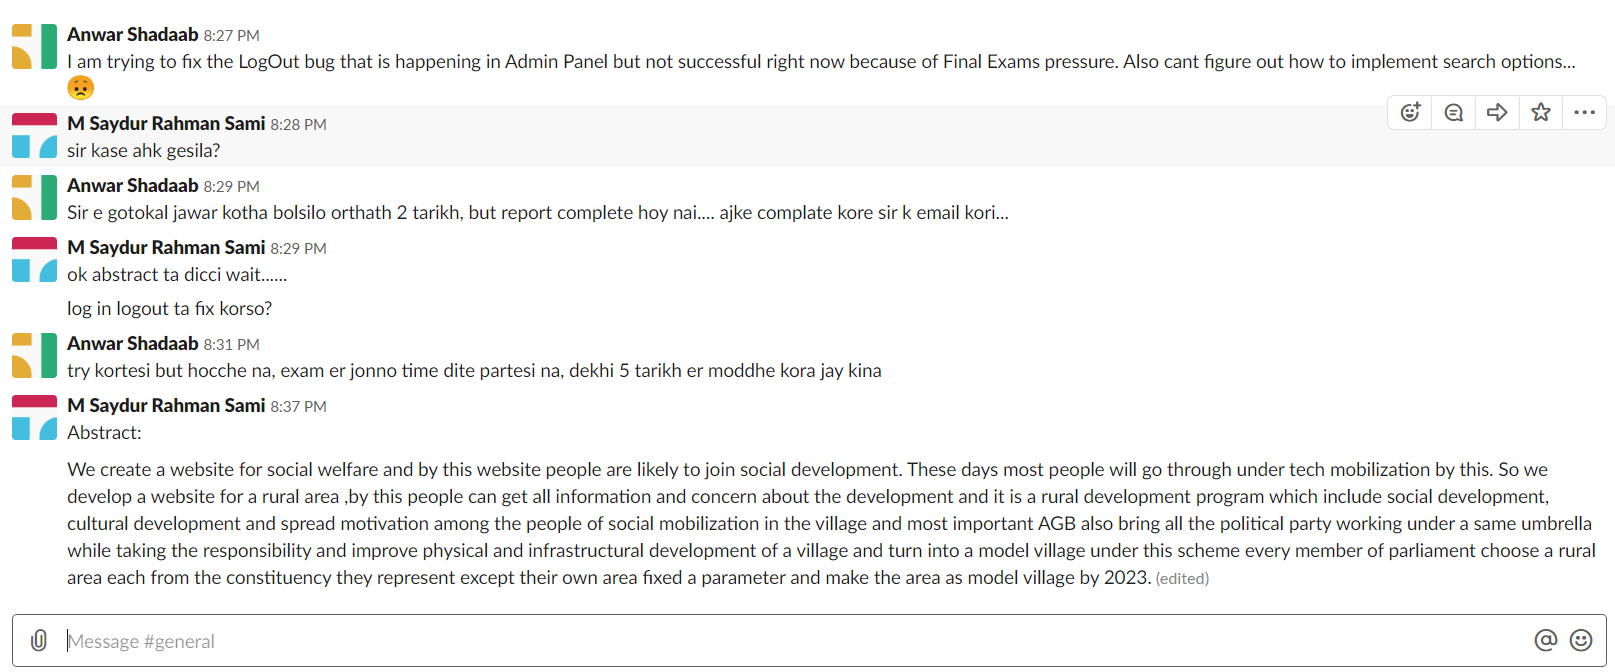 Anwar Shadaab 8:27 PM
I am trying to fix the LogOut bug that is happening in Admin Panel but not successful right now because of Final Exams pressure. Also cant figure out how to implement search options...
M Saydur Rahman Sami 8:28 PM
sir kase ahk gesila?
Anwar Shadaab 8:29 PM
Sir e gotokal jawar kotha bolsilo orthath 2 tarikh, but report complete hoy nai.... ajke complate kore sir k email kori...
M Saydur Rahman Sami 8:29 PM
ok abstract ta dicci wait......
log in logout ta fix korso?
Anwar Shadaab 8:31 PM
try kortesi but hocche na, exam er jonno time dite partesi na, dekhi 5 tarikh er moddhe kora jay kina
M Saydur Rahman Sami 8:37 PM
Abstract:
We create a website for social welfare and by this website people are likely to join social development. These days most people will go through under tech mobilization by this. So we
develop a website for a rural area ,by this people can get all information and concern about the development and it is a rural development program which include social development,
cultural development and spread motivation among the people of social mobilization in the village and most important AGB also bring all the political party working under a same umbrella
while taking the responsibility and improve physical and infrastructural development of a village and turn into a model village under this scheme every member of parliament choose a rural
area each from the constituency they represent except their own area fixed a parameter and make the area as model village by 2023. (edited)
Message #general